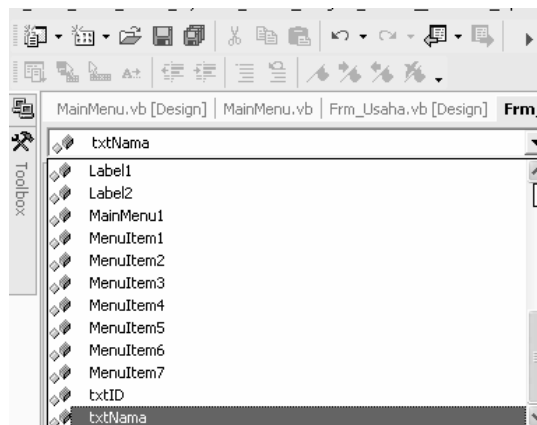 MainMenu.vb [Design] | MainMenu.vb | Frm_Usaha.vb [Design] Frm_
txtNama
Toolbox
Label1
Label2
MainMenu1
MenuItem1
MenuItem2
MenuItem3
MenuItem4
MenuItem5
MenuItem6
MenuItem7
txtID
txtNama